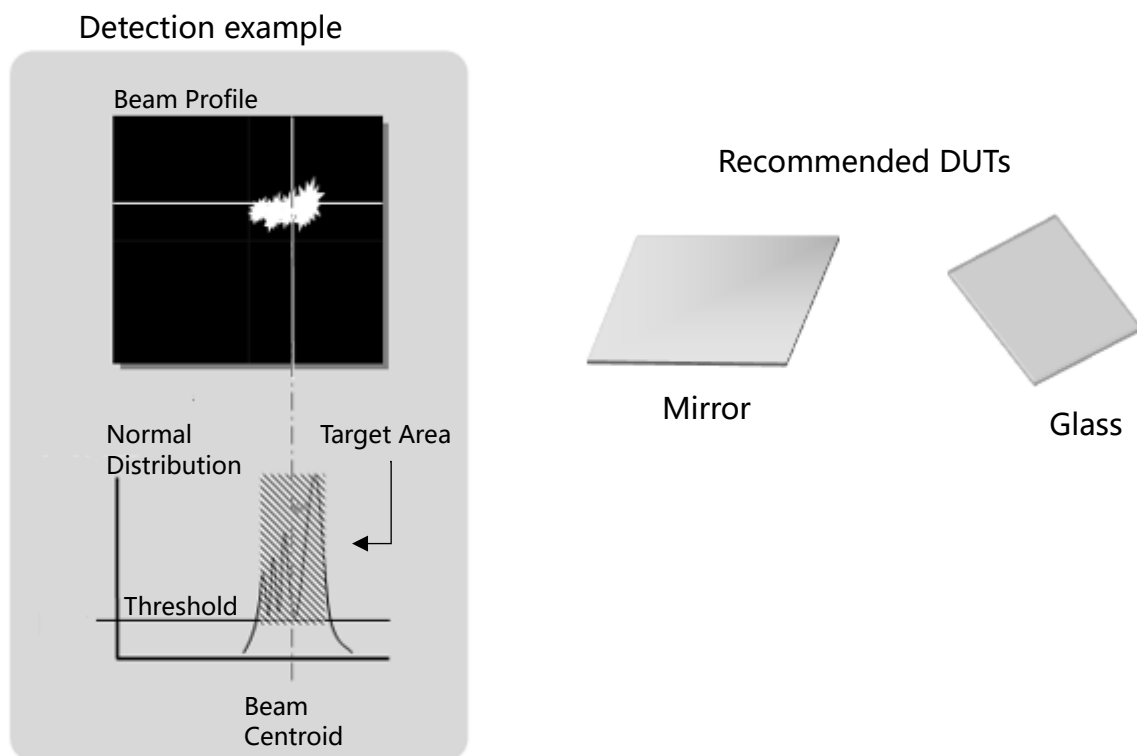 Detection example
Beam Profile
Recommended DUTs
Mirror
Glass
Normal
Distribution
Target Area
Threshold
Beam
Centroid